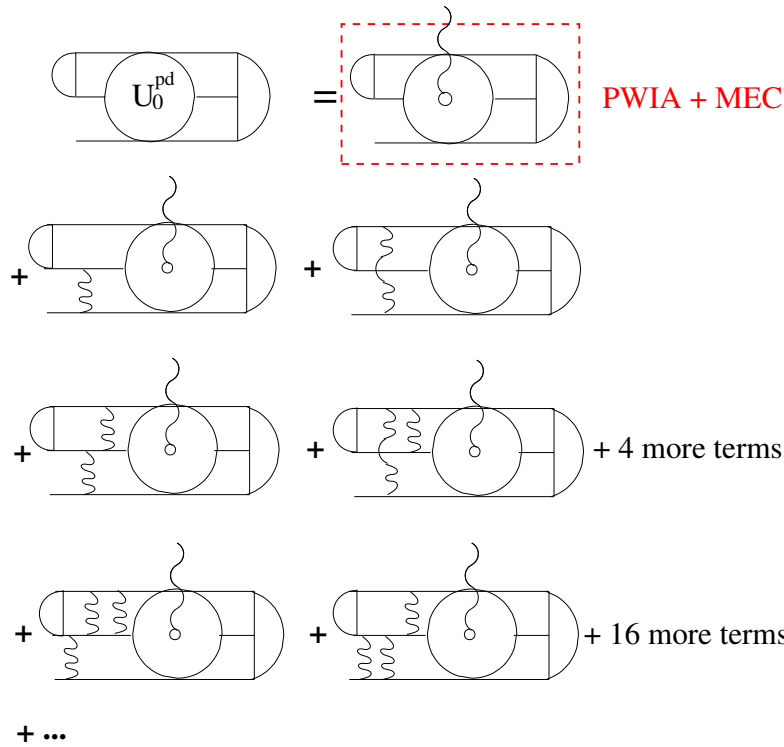 U₀ᵖᵈ = PWIA + MEC
+ +
+ + + 4 more terms
+ + + 16 more terms
+ ...